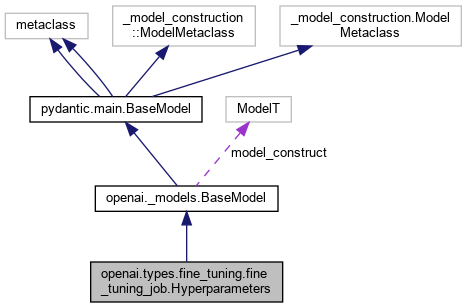 metaclass
_model_construction
::ModelMetaclass
_model_construction.Model
Metaclass
pydantic.main.BaseModel
ModelT
model_construct
openai._models.BaseModel
openai.types.fine_tuning.fine
_tuning_job.Hyperparameters